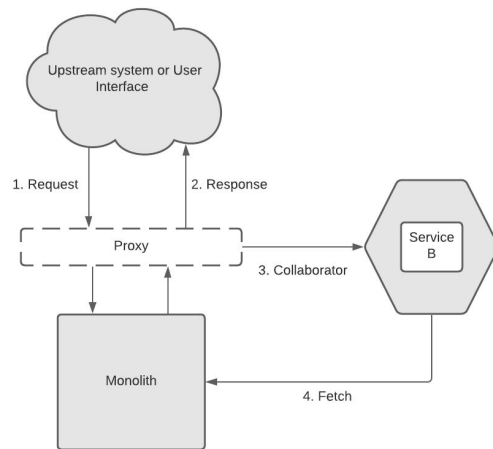 Upstream system or User
Interface
1. Request
2. Response
Proxy
Service
B
3. Collaborator
Monolith
4. Fetch